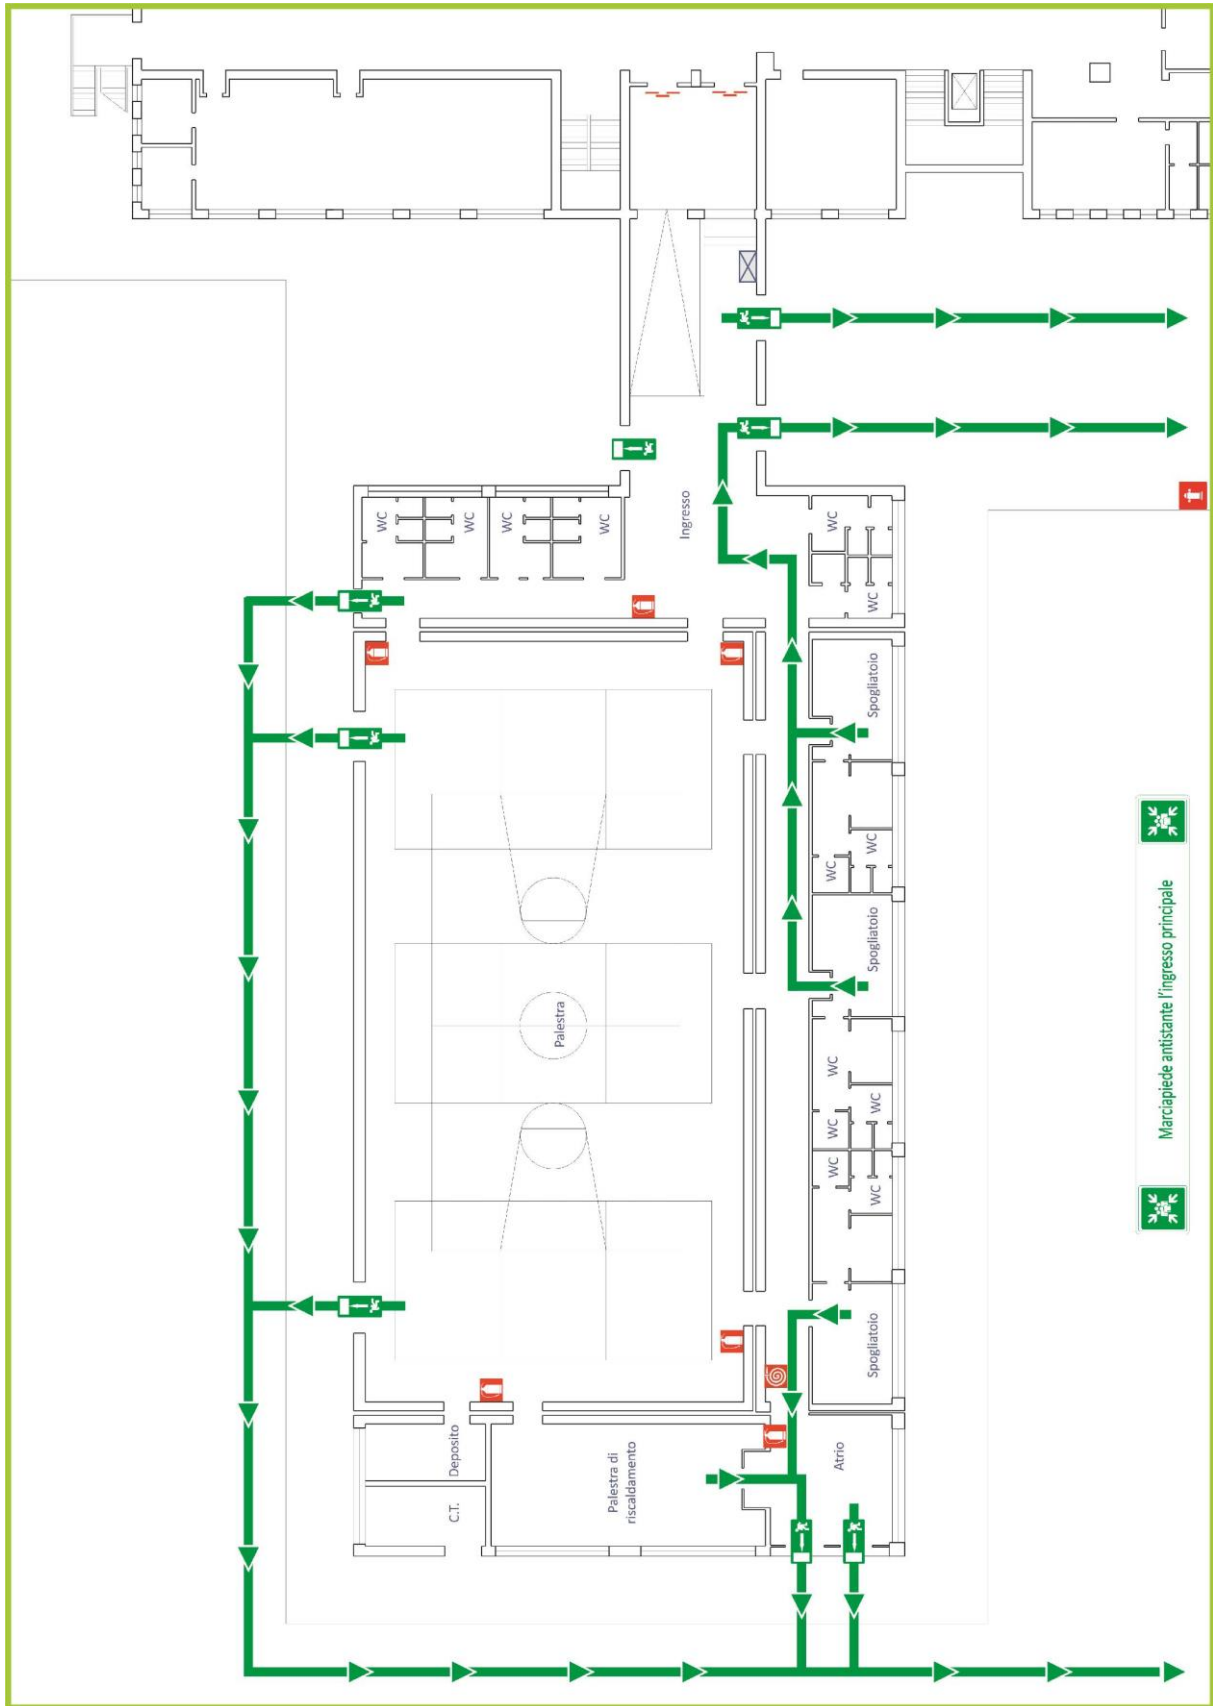 WC
WC
WC
WC
Ingresso
WC
WC
Spogliatoio
WC
WC
Spogliatoio
Palestra
WC
WC
WC
WC
WC
Spogliatoio
Deposito
C.T.
Palestra di
riscaldamento
Atrio
Marciapiede antistante l'ingresso principale